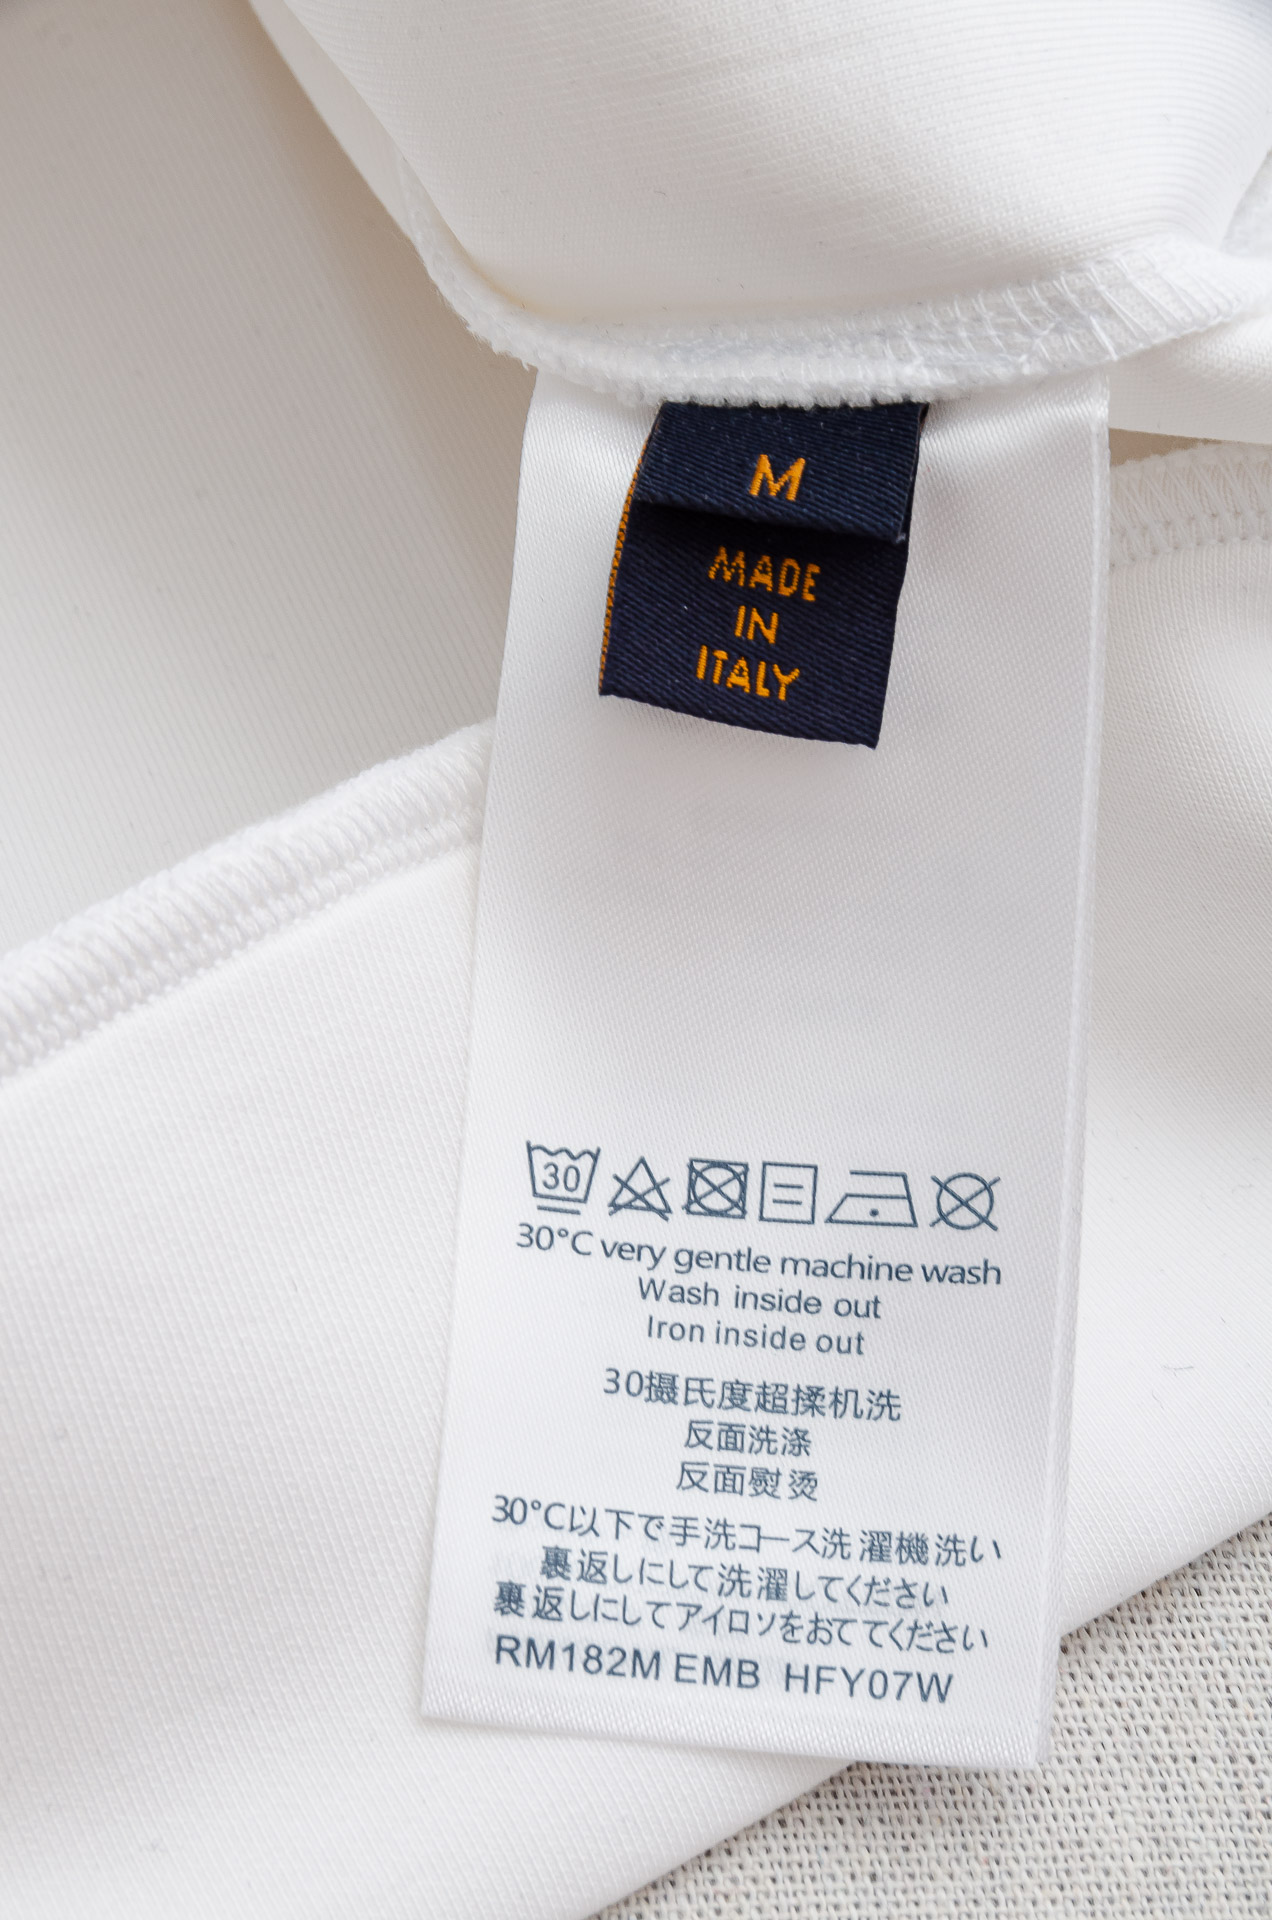 M
MADE
IN
ITALY
30
30°C very gentle machine wash
Wash inside out
Iron inside out
30摄氏度超揉机洗
反面洗涤
反面熨烫
30°C以下で手洗コース洗濯機洗い
裹返しにして洗濯してください
裹返しにしてアイロソをおててください
RM182M EMB HFY07W